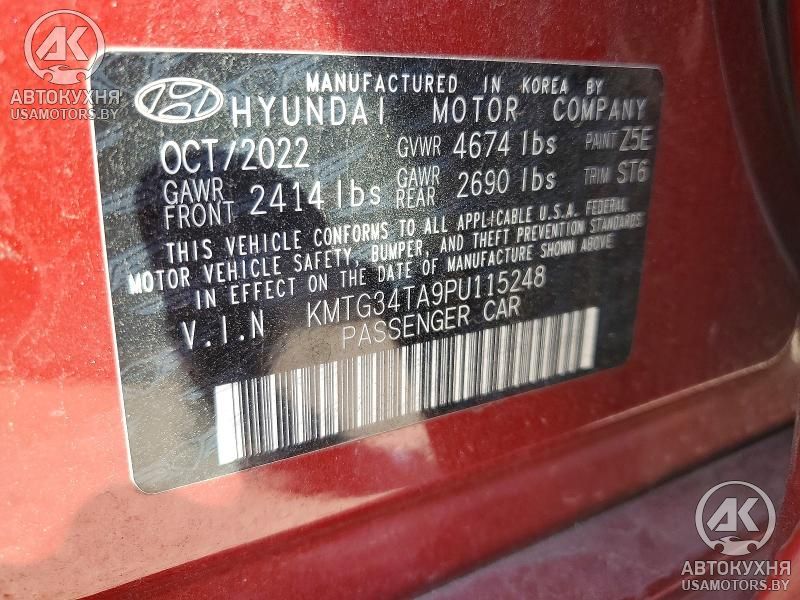 AK
АВТОКУХНЯ
USAMOTORS.BY
MANUFACTURED IN KOREA BY
HYUNDAI MOTOR COMPANY
OCT/2022 GVWR 4674 lbs PAINT Z5E
GAWR FRONT 2414 lbs GAWR REAR 2690 lbs TRIM ST6
THIS VEHICLE CONFORMS TO ALL APPLICABLE U.S.A. FEDERAL
MOTOR VEHICLE SAFETY, BUMPER, AND THEFT PREVENTION STANDARDS
IN EFFECT ON THE DATE OF MANUFACTURE SHOWN ABOVE.
V.I.N KMTG34TA9PU115248
PASSENGER CAR
AK
АВТОКУХНЯ
USAMOTORS.BY